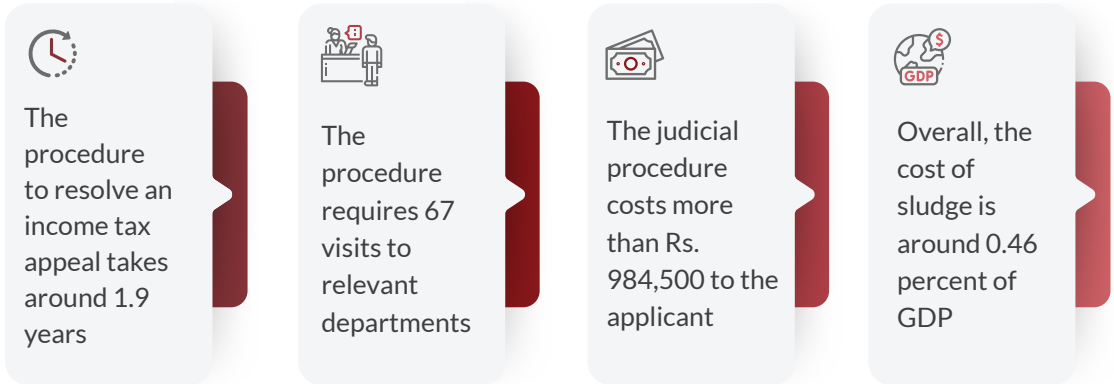 The
procedure
to resolve an
income tax
appeal takes
around 1.9
years
The
procedure
requires 67
visits to
relevant
departments
The judicial
procedure
costs more
than Rs.
984,500 to the
applicant
$
GDP
Overall, the
cost of
sludge is
around 0.46
percent of
GDP